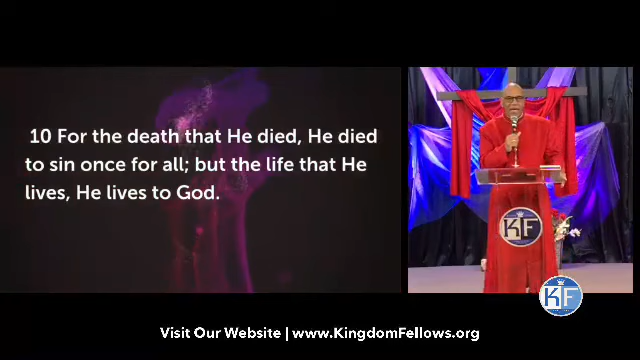 10 For the death that He died, He died
to sin once for all; but the life that He
lives, He lives to God.
KF
KF
Visit Our Website | www.KingdomFellows.org